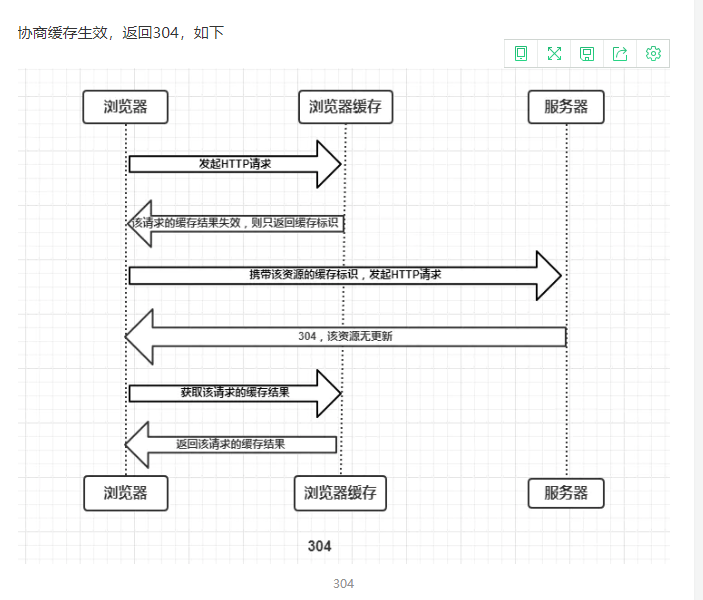 协商缓存生效，返回304，如下
浏览器 浏览器缓存 服务器
发起HTTP请求
该请求的缓存结果失效，则只返回缓存标识
携带该资源的缓存标识，发起HTTP请求
304，该资源无更新
获取该请求的缓存结果
返回该请求的缓存结果
浏览器 浏览器缓存 服务器
304
304